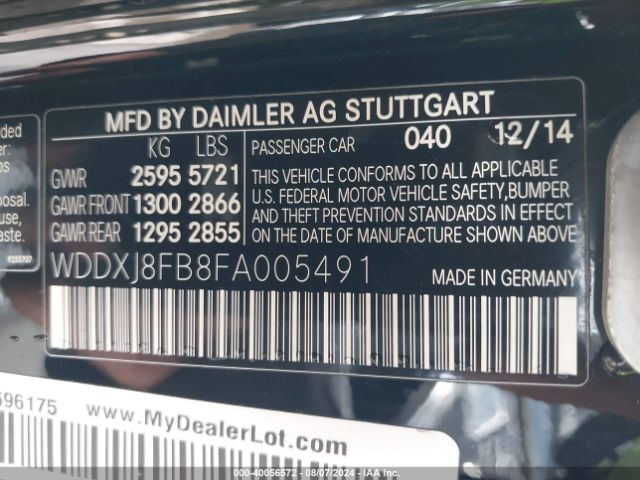 MFD BY DAIMLER AG STUTTGART
KG LBS
GVWR 2595 5721
GAWR FRONT 1300 2866
GAWR REAR 1295 2855
PASSENGER CAR 040 12/14
THIS VEHICLE CONFORMS TO ALL APPLICABLE
U.S. FEDERAL MOTOR VEHICLE SAFETY, BUMPER
AND THEFT PREVENTION STANDARDS IN EFFECT
ON THE DATE OF MANUFACTURE SHOWN ABOVE.
WDDXJ8FB8FA005491
MADE IN GERMANY
9255707
696175
www.MyDealerLot.com
000-40056572 - 08/07/2024 - IAA Inc.